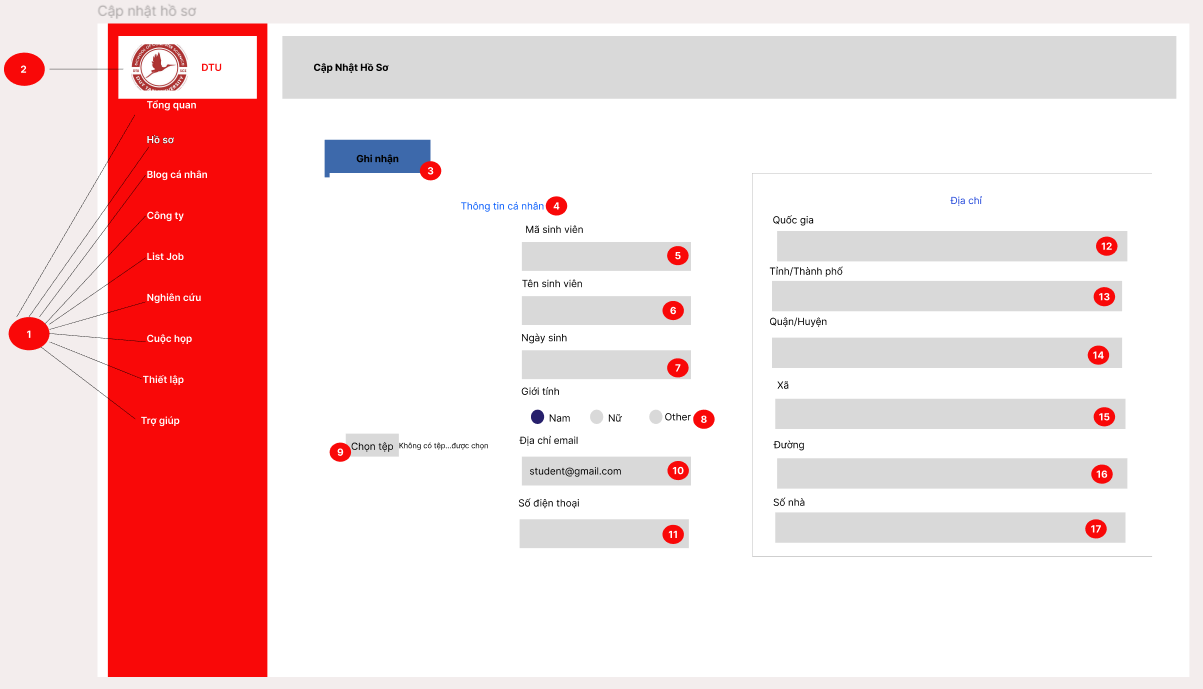 Cập nhật hồ sơ
2
DTU
Cập Nhật Hồ Sơ
Tổng quan
Hồ sơ
Blog cá nhân
Công ty
List Job
Nghiên cứu
1
Cuộc họp
Thiết lập
Trợ giúp
Ghi nhận
3
Thông tin cá nhân 4
Mã sinh viên
5
Tên sinh viên
6
Ngày sinh
7
Giới tính
Nam Nữ Other 8
9 Chọn tệp Không có tệp...được chọn
Địa chỉ email
student@gmail.com 10
Số điện thoại
11
Địa chỉ
Quốc gia
12
Tỉnh/Thành phố
13
Quận/Huyện
14
Xã
15
Đường
16
Số nhà
17